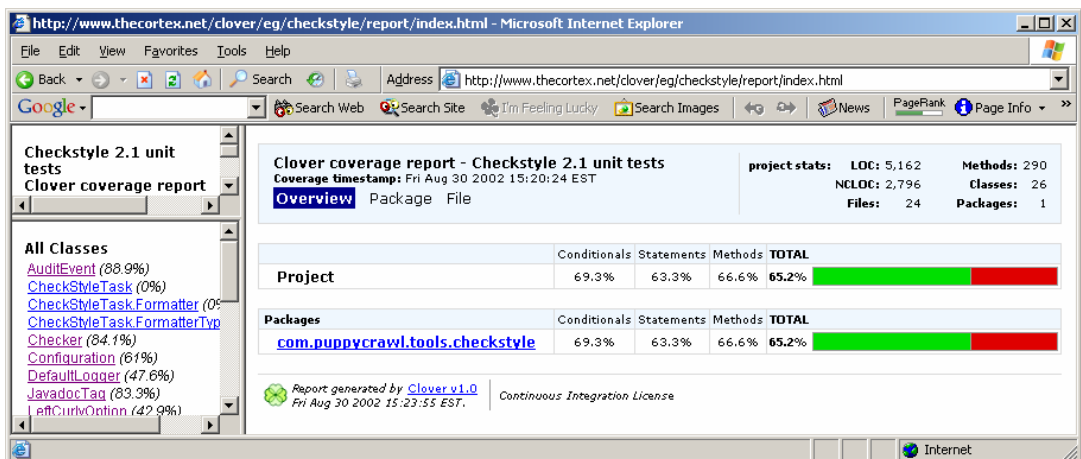 http://www.thecortex.net/clover/eg/checkstyle/report/index.html - Microsoft Internet Explorer
File Edit View Favorites Tools Help
Back Search Address http://www.thecortex.net/clover/eg/checkstyle/report/index.html
Google Search Web Search Site I'm Feeling Lucky Search Images News PageRank Page Info »
Checkstyle 2.1 unit
tests
Clover coverage report
All Classes
AuditEvent (88.9%)
CheckStyleTask (0%)
CheckStyleTask.Formatter (0%
CheckStyleTask.FormatterTyp
Checker (84.1%)
Configuration (61%)
DefaultLogger (47.6%)
JavadocTag (83.3%)
LeftCurlyOption (42.9%)
Clover coverage report - Checkstyle 2.1 unit tests
Coverage timestamp: Fri Aug 30 2002 15:20:24 EST
Overview Package File
project stats: LOC: 5,162 Methods: 290
NCLOC: 2,796 Classes: 26
Files: 24 Packages: 1
Conditionals Statements Methods TOTAL
Project 69.3% 63.3% 66.6% 65.2%
Packages Conditionals Statements Methods TOTAL
com.puppycrawl.tools.checkstyle 69.3% 63.3% 66.6% 65.2%
Report generated by Clover v1.0
Fri Aug 30 2002 15:23:55 EST.
Continuous Integration License
Internet